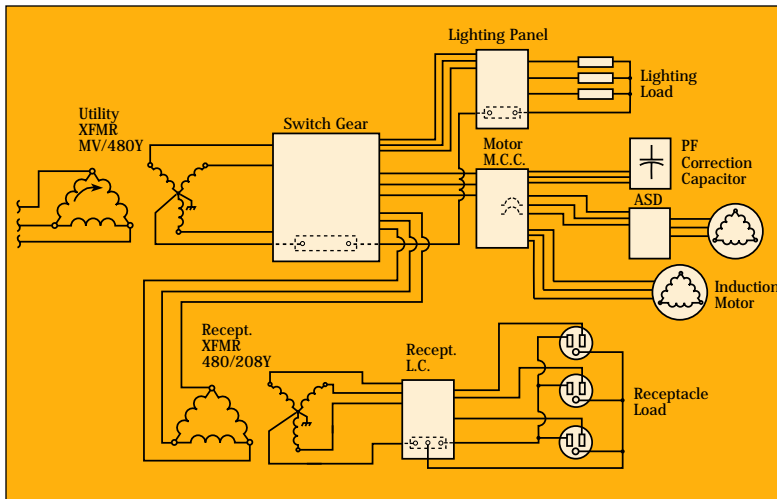 Lighting Panel
Lighting
Load
Utility
XFMR
MV/480Y
Switch Gear
Motor
M.C.C.
PF
Correction
Capacitor
ASD
Induction
Motor
Recept.
XFMR
480/208Y
Recept.
L.C.
Receptacle
Load